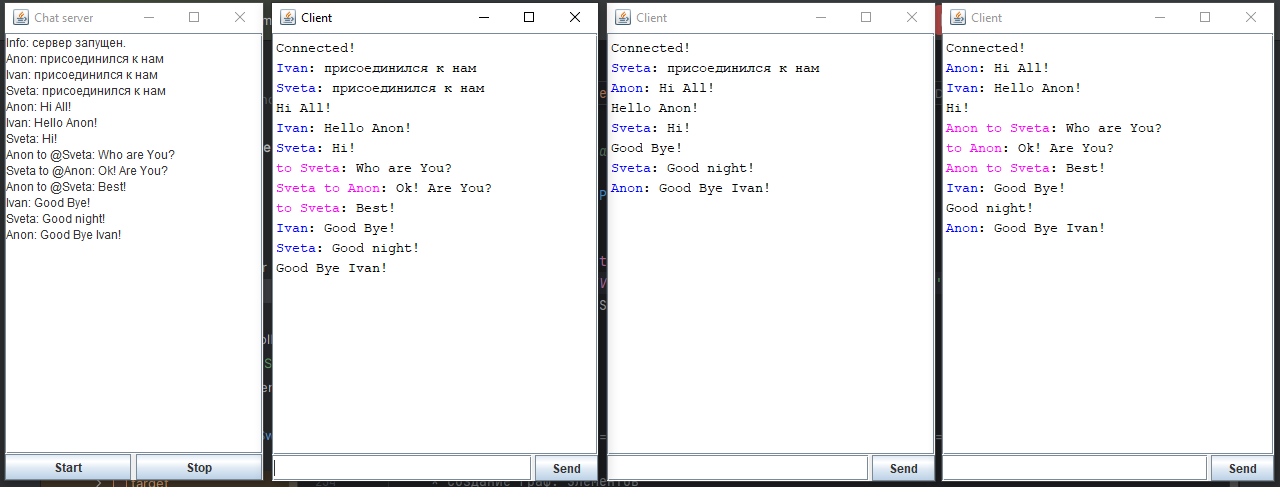 Chat server
Info: сервер запущен.
Anon: присоединился к нам
Ivan: присоединился к нам
Sveta: присоединился к нам
Anon: Hi All!
Ivan: Hello Anon!
Sveta: Hi!
Anon to @Sveta: Who are You?
Sveta to @Anon: Ok! Are You?
Anon to @Sveta: Best!
Ivan: Good Bye!
Sveta: Good night!
Anon: Good Bye Ivan!
Start
Stop
Client
Connected!
Ivan: присоединился к нам
Sveta: присоединился к нам
Hi All!
Ivan: Hello Anon!
Sveta: Hi!
to Sveta: Who are You?
Sveta to Anon: Ok! Are You?
to Sveta: Best!
Ivan: Good Bye!
Sveta: Good night!
Good Bye Ivan!
Send
Client
Connected!
Sveta: присоединился к нам
Anon: Hi All!
Hello Anon!
Sveta: Hi!
Good Bye!
Sveta: Good night!
Anon: Good Bye Ivan!
Send
Client
Connected!
Anon: Hi All!
Ivan: Hello Anon!
Hi!
Anon to Sveta: Who are You?
to Anon: Ok! Are You?
Anon to Sveta: Best!
Ivan: Good Bye!
Good night!
Anon: Good Bye Ivan!
Send